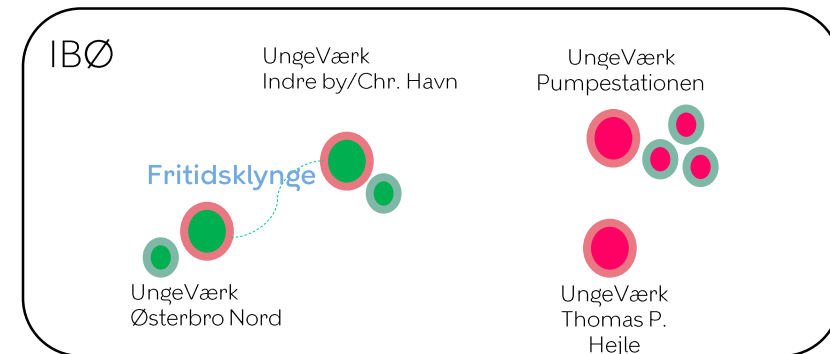 IBØ
UngeVærk
Indre by/Chr. Havn
UngeVærk
Pumpestationen
Fritidsklynge
UngeVærk
Østerbro Nord
UngeVærk
Thomas P.
Hejle